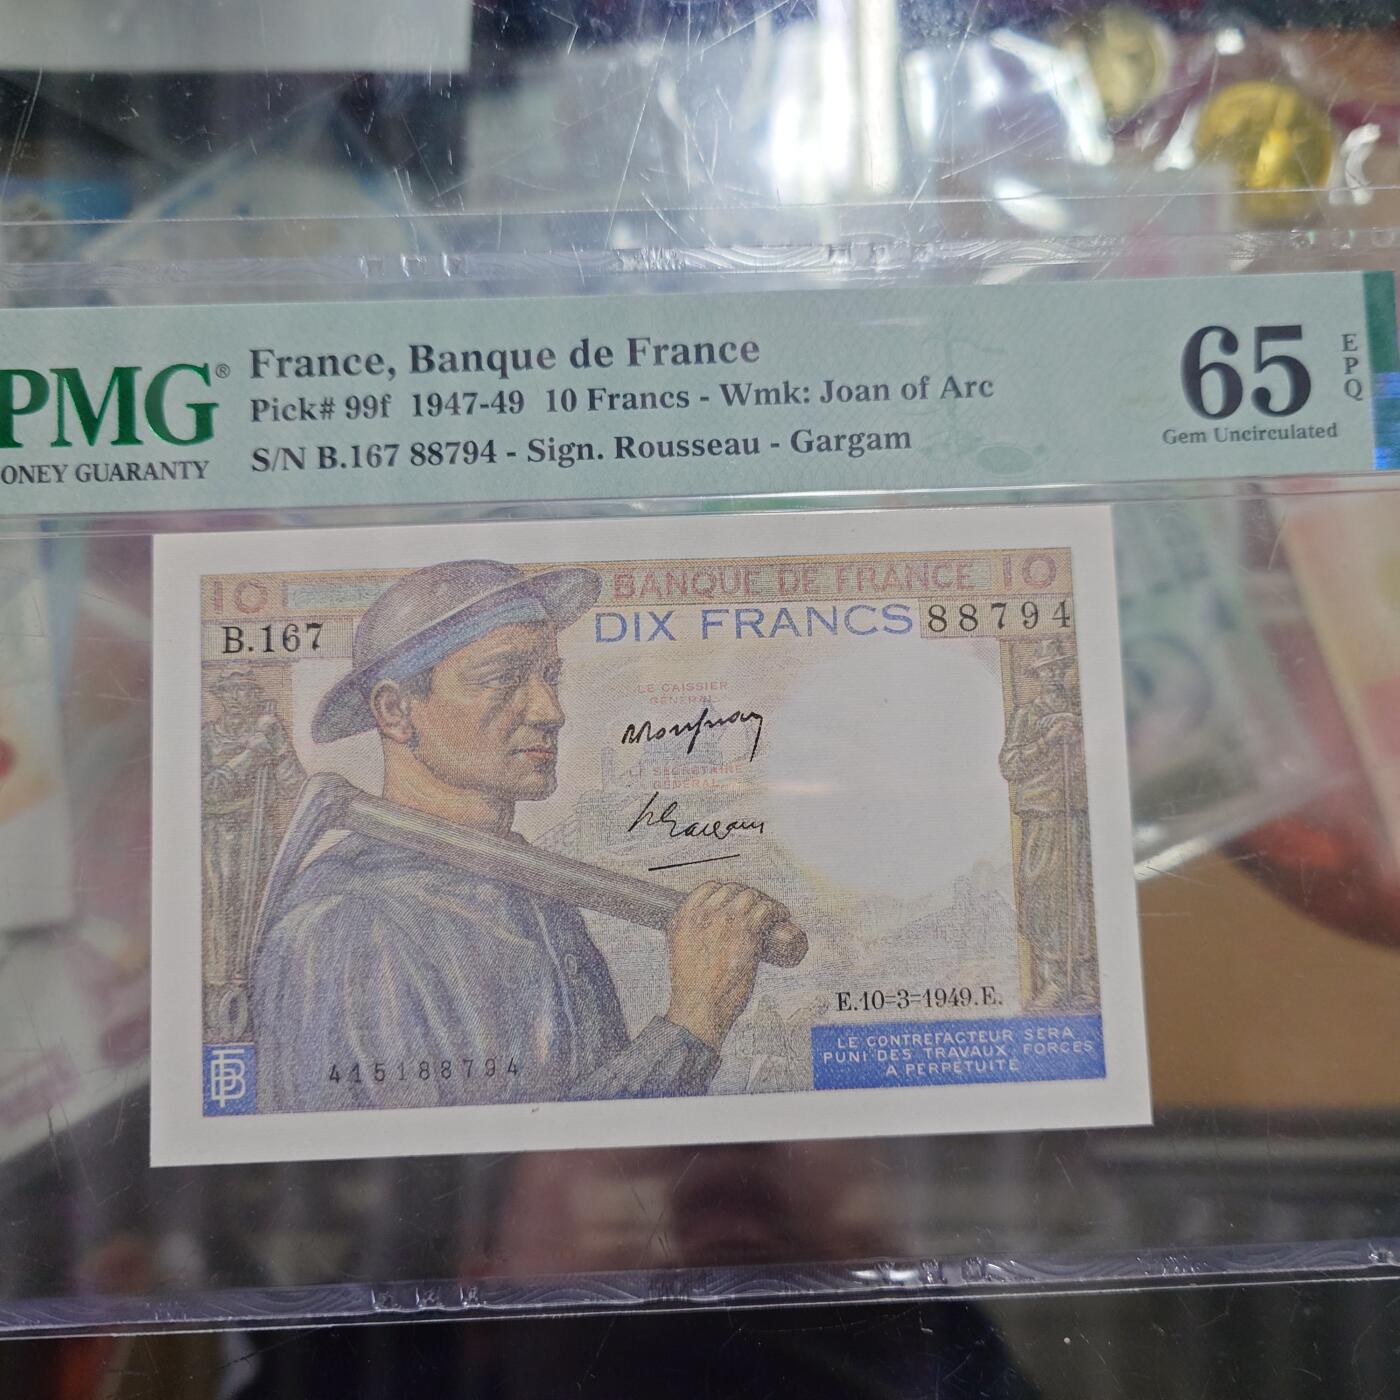 PMG®
ONEY GUARANTY
France, Banque de France
Pick# 99f 1947-49 10 Francs - Wmk: Joan of Arc
S/N B.167 88794 - Sign. Rousseau - Gargam
65
EPQ
Gem Uncirculated
10 BANQUE DE FRANCE 10
B.167 DIX FRANCS 88794
LE CAISSIER
GÉNÉRAL
LE SECRÉTAIRE
GÉNÉRAL
E.10=3=1949.E.
LE CONTREFACTEUR SERA
PUNI DES TRAVAUX FORCÉS
A PERPÉTUITÉ
415188794